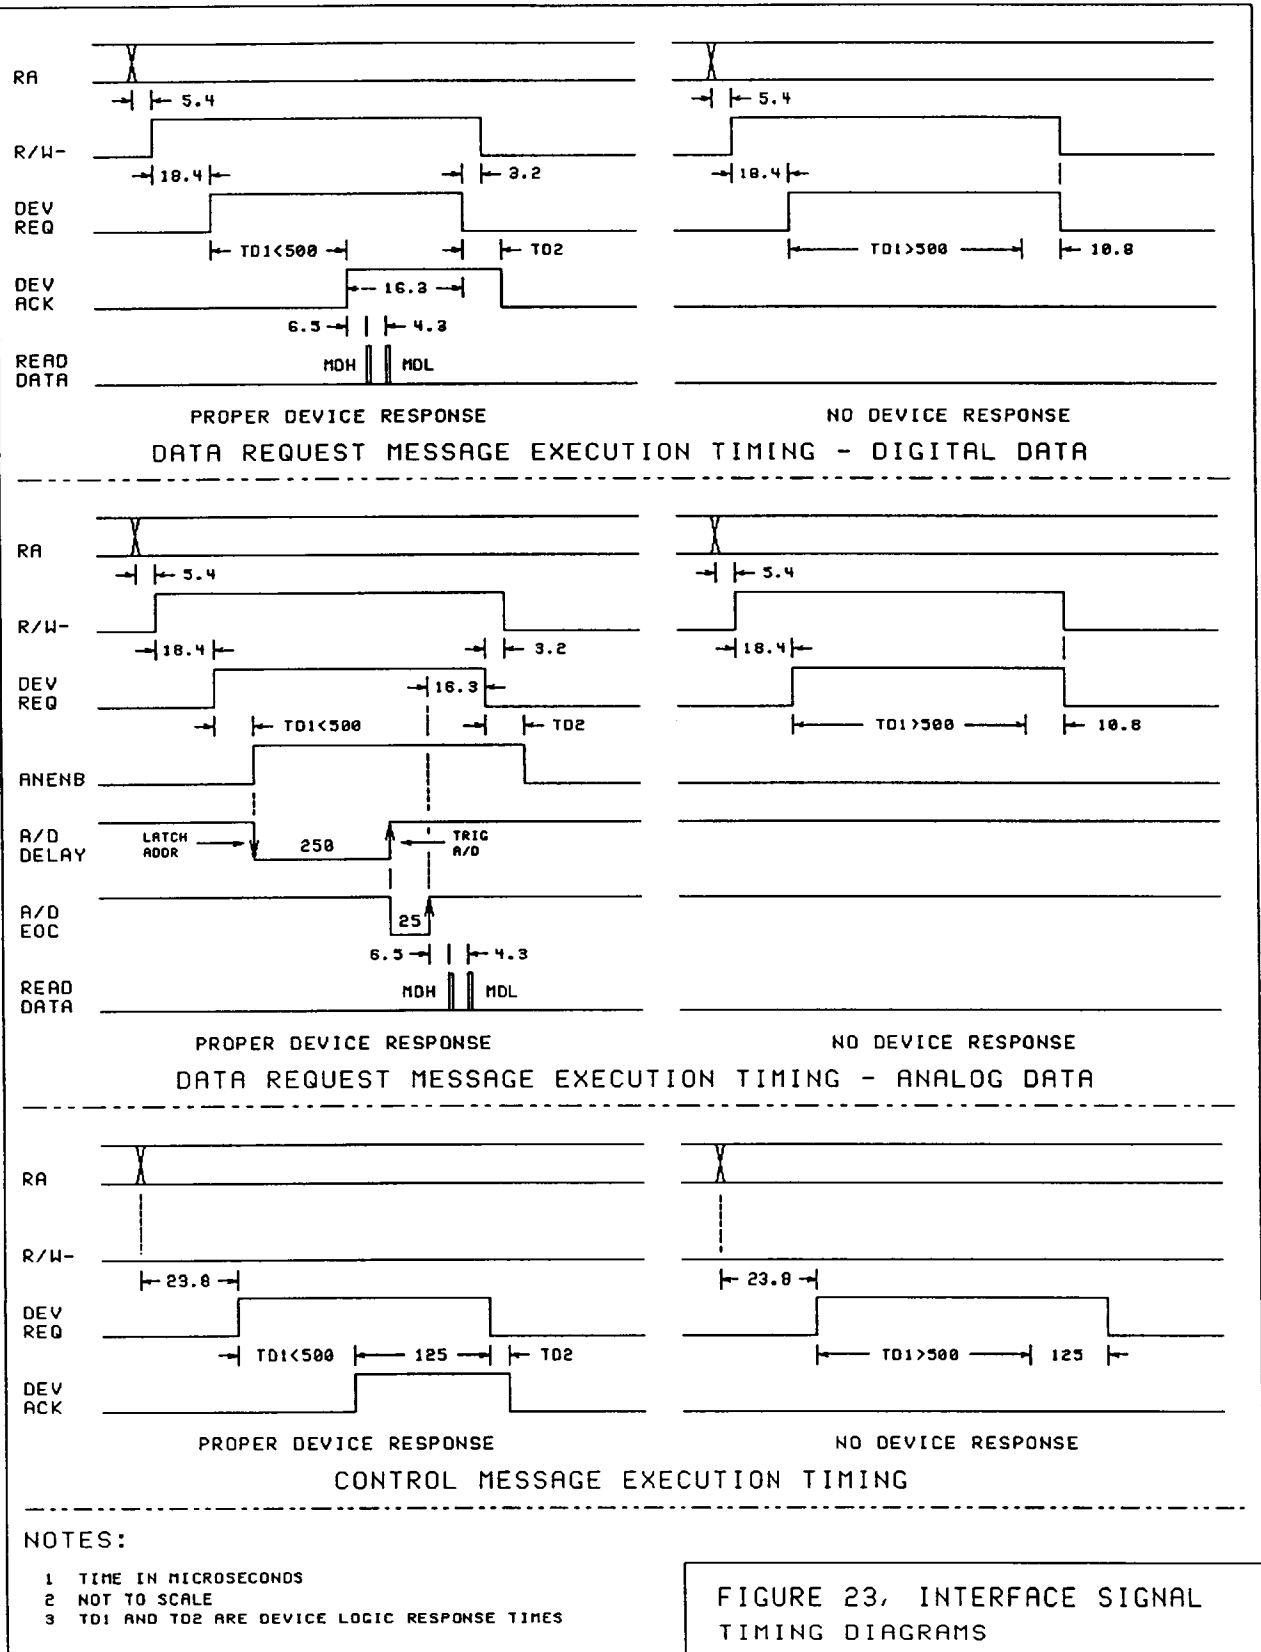 RA
5.4
5.4
R/W-
18.4
3.2
18.4
DEV
REQ
TD1<500
TD2
TD1>500
10.8
DEV
ACK
16.3
6.5
4.3
READ
DATA
MDH
MDL
PROPER DEVICE RESPONSE
NO DEVICE RESPONSE
DATA REQUEST MESSAGE EXECUTION TIMING - DIGITAL DATA
RA
5.4
5.4
R/W-
18.4
3.2
18.4
DEV
REQ
16.3
TD1<500
TD2
TD1>500
10.8
ANENB
A/D
DELAY
LATCH
ADDR
250
TRIG
A/D
A/D
EOC
25
6.5
4.3
READ
DATA
MDH
MDL
PROPER DEVICE RESPONSE
NO DEVICE RESPONSE
DATA REQUEST MESSAGE EXECUTION TIMING - ANALOG DATA
RA
R/W-
23.8
23.8
DEV
REQ
TD1<500
125
TD2
TD1>500
125
DEV
ACK
PROPER DEVICE RESPONSE
NO DEVICE RESPONSE
CONTROL MESSAGE EXECUTION TIMING
NOTES:
1 TIME IN MICROSECONDS
2 NOT TO SCALE
3 TD1 AND TD2 ARE DEVICE LOGIC RESPONSE TIMES
FIGURE 23, INTERFACE SIGNAL
TIMING DIAGRAMS